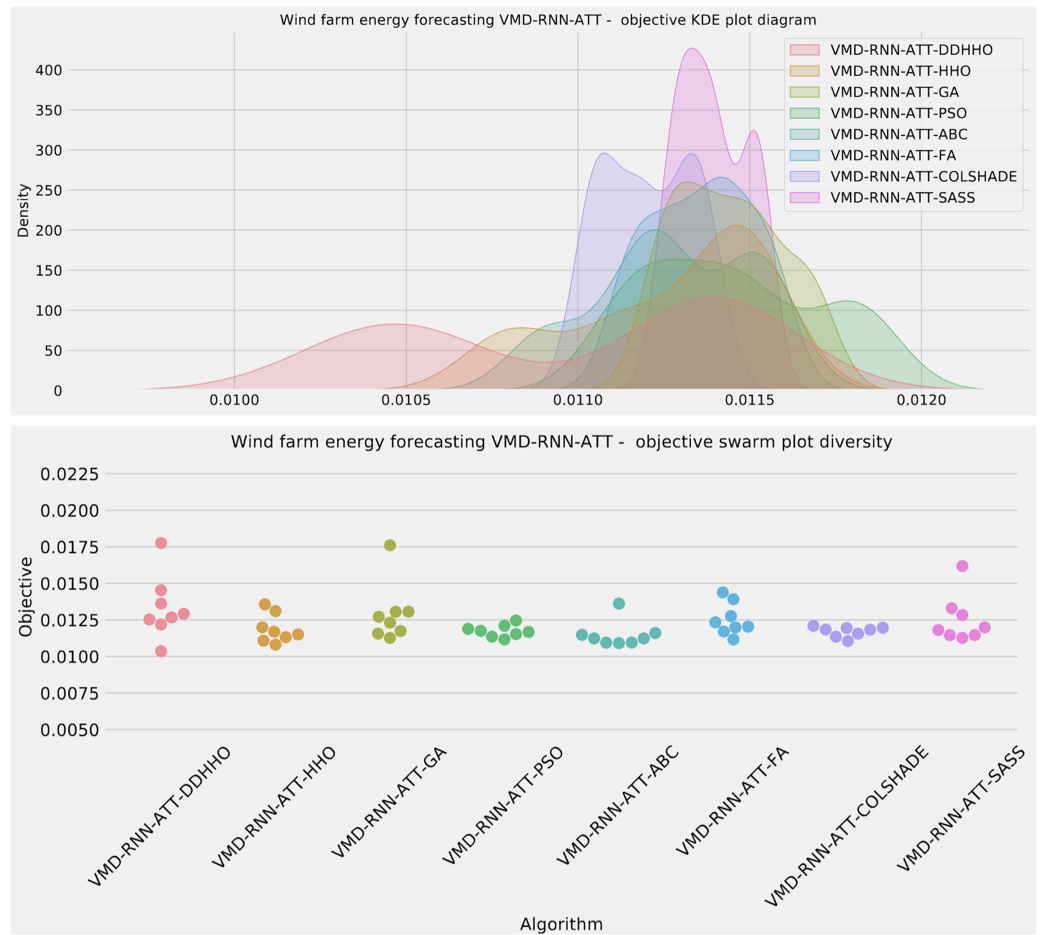 Wind farm energy forecasting VMD-RNN-ATT - objective KDE plot diagram
VMD-RNN-ATT-DDHHO
VMD-RNN-ATT-HHO
VMD-RNN-ATT-GA
VMD-RNN-ATT-PSO
VMD-RNN-ATT-ABC
VMD-RNN-ATT-FA
VMD-RNN-ATT-COLSHADE
VMD-RNN-ATT-SASS
Density
400
350
300
250
200
150
100
50
0
0.0100 0.0105 0.0110 0.0115 0.0120
Wind farm energy forecasting VMD-RNN-ATT - objective swarm plot diversity
Objective
0.0225
0.0200
0.0175
0.0150
0.0125
0.0100
0.0075
0.0050
VMD-RNN-ATT-DDHHO
VMD-RNN-ATT-HHO
VMD-RNN-ATT-GA
VMD-RNN-ATT-PSO
VMD-RNN-ATT-ABC
VMD-RNN-ATT-FA
VMD-RNN-ATT-COLSHADE
VMD-RNN-ATT-SASS
Algorithm